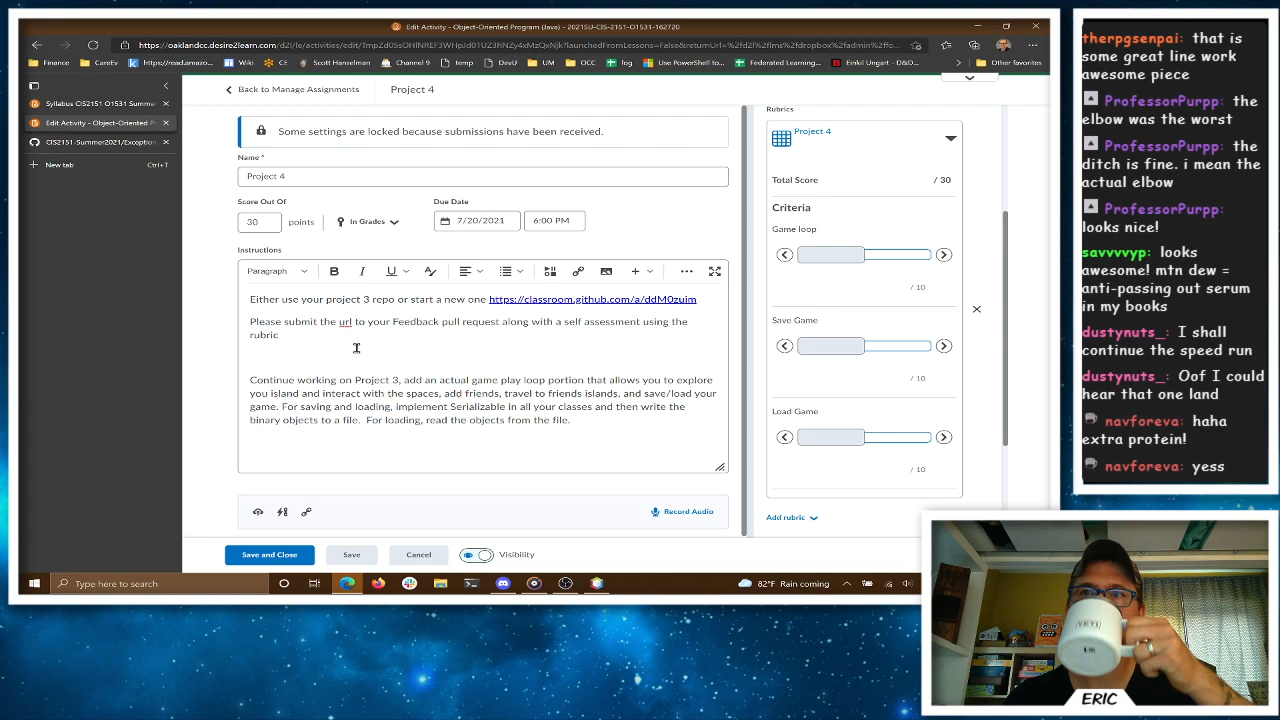 Edit Activity - Object-Oriented Program (Java) - 20215U-CIS-2151-O1531-162720
Finance
CareEv
https://read.amazo...
Wiki
CE
Scott Hanselman
Channel 9
temp
DevU
UM
OCC
log
Use PowerShell to...
Federated Learning...
Einkil Ungart - D&D...
Other favorites
Syllabus CIS2151 O1531 Summe
Edit Activity - Object-Oriented P
CIS2151-Summer2021/Exception
New tab
Ctrl+T
Back to Manage Assignments
Project 4
Some settings are locked because submissions have been received.
Name *
Project 4
Score Out Of
Due Date
30
points
In Grades
7/20/2021
6:00 PM
Instructions
Paragraph
B
I
U
Either use your project 3 repo or start a new one https://classroom.github.com/a/ddM0zuim
Please submit the url to your Feedback pull request along with a self assessment using the
rubric
Continue working on Project 3, add an actual game play loop portion that allows you to explore
you island and interact with the spaces, add friends, travel to friends islands, and save/load your
game. For saving and loading, implement Serializable in all your classes and then write the
binary objects to a file. For loading, read the objects from the file.
Record Audio
Save and Close
Save
Cancel
Visibility
Rubrics
Project 4
Total Score
/ 30
Criteria
Game loop
/ 10
Save Game
/ 10
Load Game
/ 10
Add rubric
Type here to search
82°F Rain coming
therpgsenpai: that is
some great line work
awesome piece
ProfessorPurpp: the
elbow was the worst
ProfessorPurpp: the
ditch is fine. i mean the
actual elbow
ProfessorPurpp:
looks nice!
savvvvyp: looks
awesome! mtn dew =
anti-passing out serum
in my books
dustynuts_: I shall
continue the speed run
dustynuts_: Oof I could
hear that one land
navforeva: haha
extra protein!
navforeva: yess
YETI
ERIC